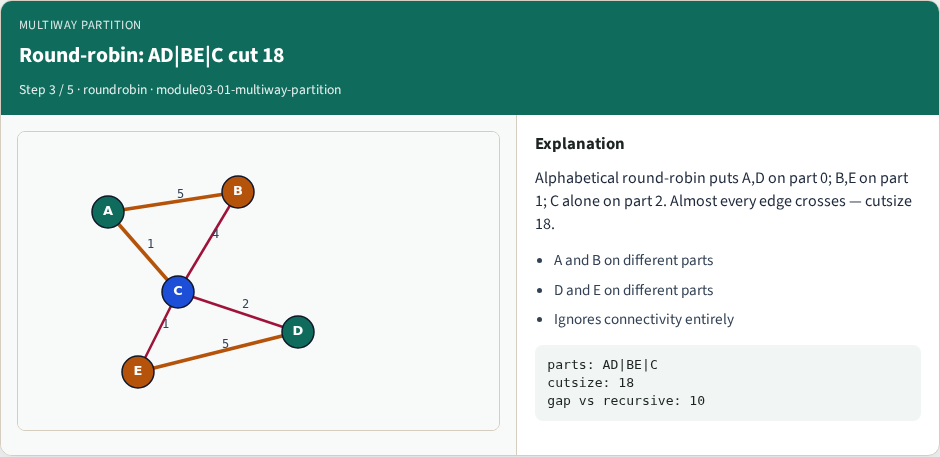 MULTIWAY PARTITION
Round-robin: AD|BE|C cut 18
Step 3 / 5 · roundrobin · module03-01-multiway-partition
A
B
C
D
E
5
1
4
2
1
5
Explanation
Alphabetical round-robin puts A,D on part 0; B,E on part
1; C alone on part 2. Almost every edge crosses — cutsize
18.
• A and B on different parts
• D and E on different parts
• Ignores connectivity entirely
parts: AD|BE|C
cutsize: 18
gap vs recursive: 10